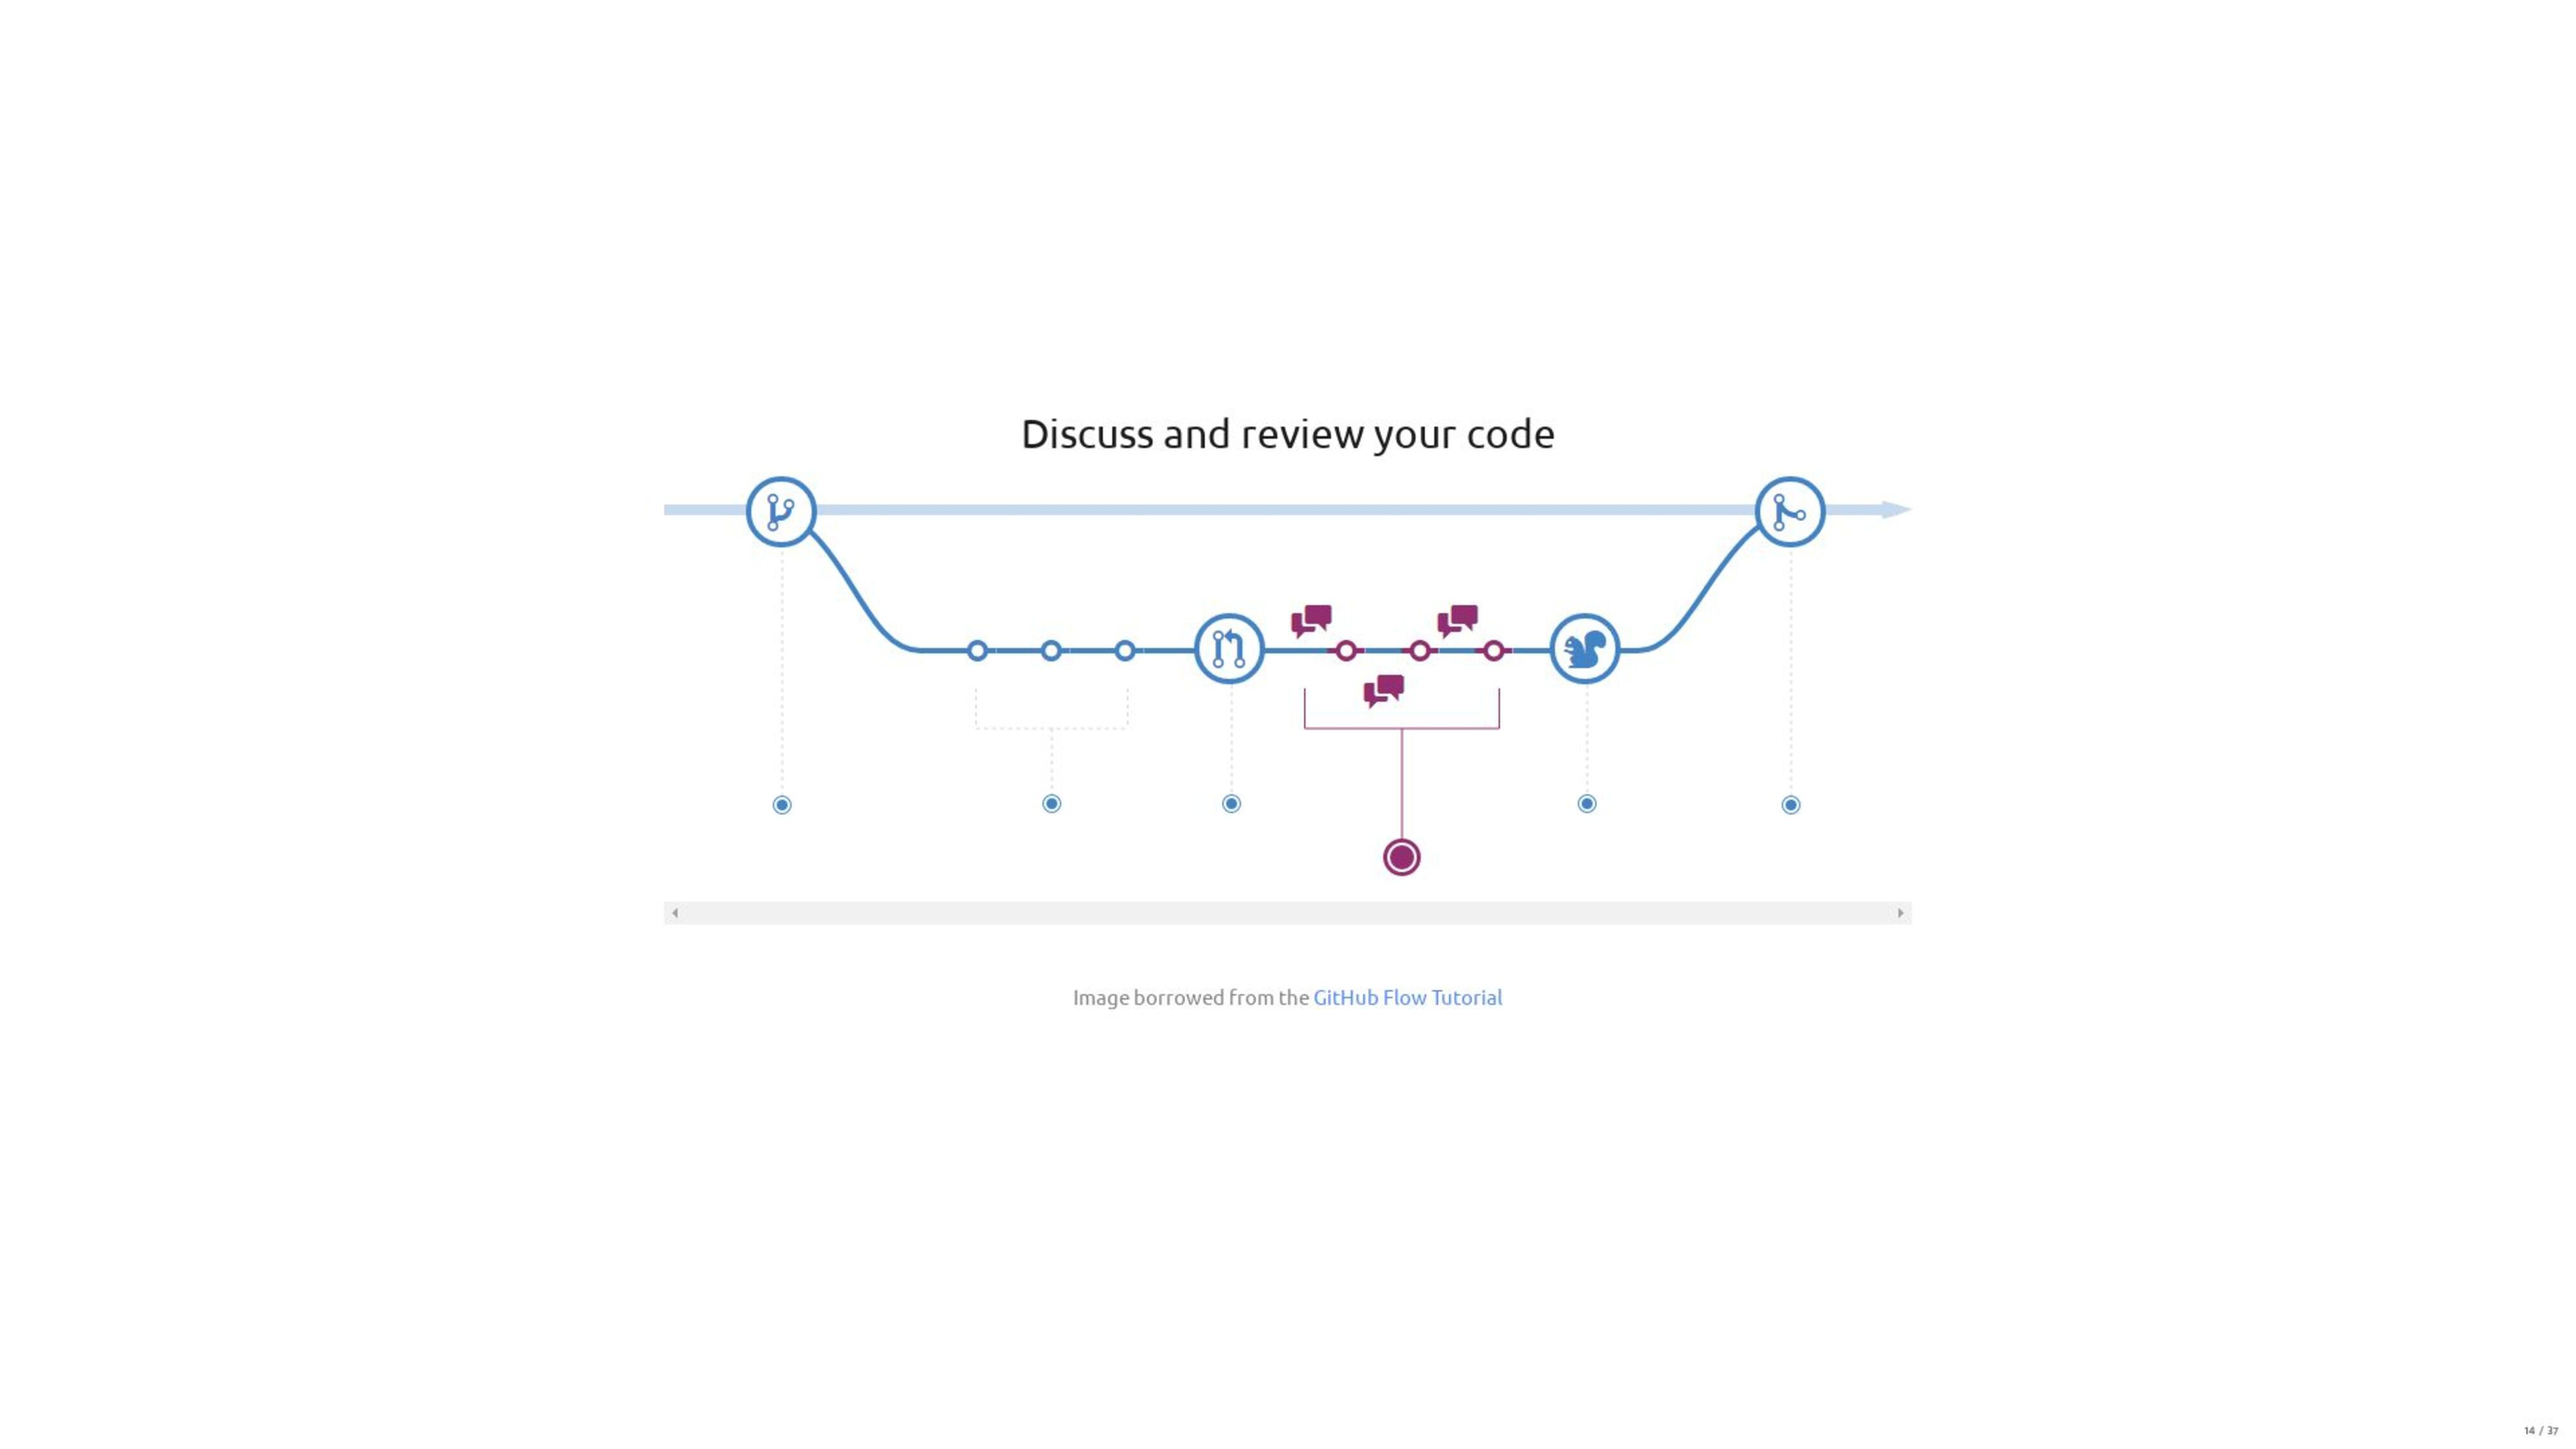 Discuss and review your code
Image borrowed from the GitHub Flow Tutorial
14 / 37